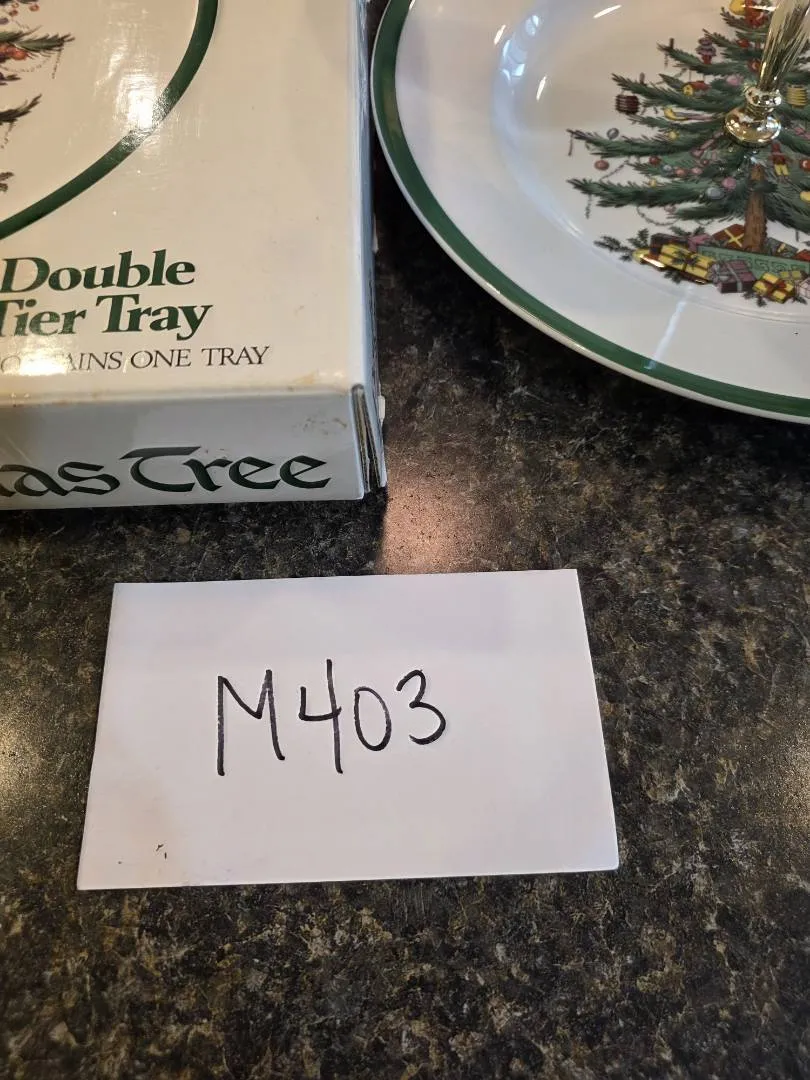 Double
Tier Tray
AINS ONE TRAY
as Tree
M403